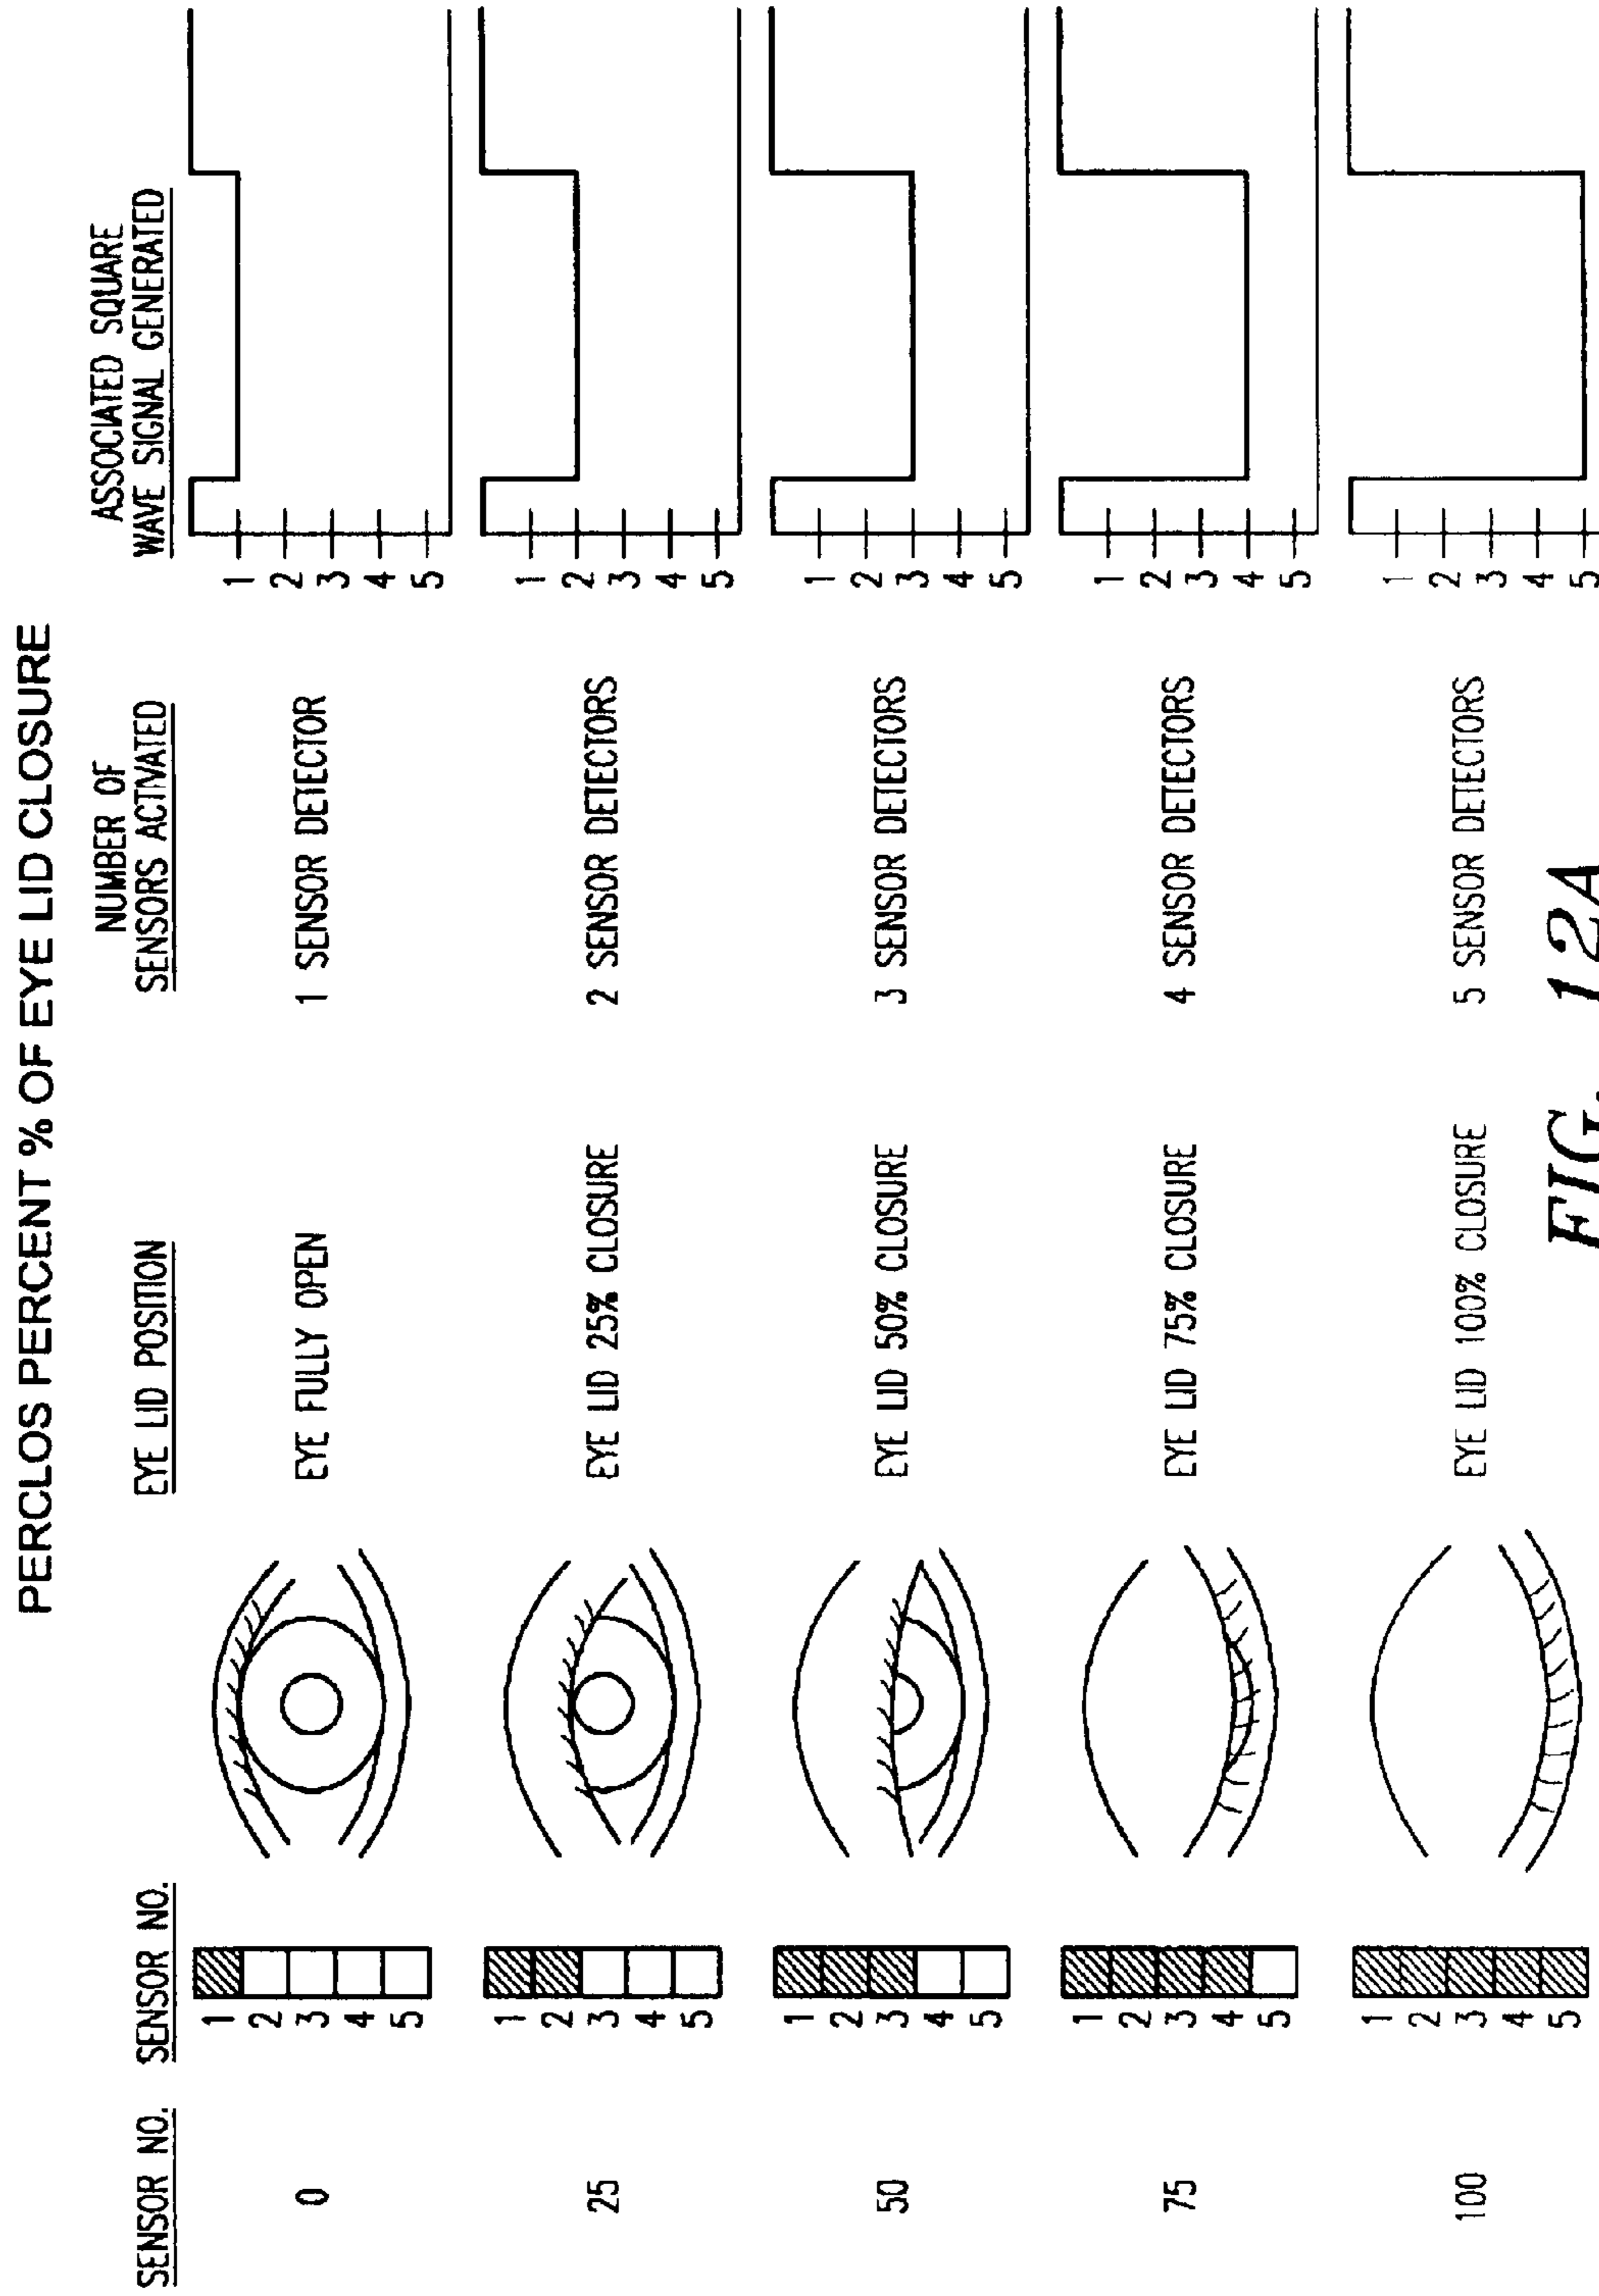 PERCLOS PERCENT % OF EYE LID CLOSURE
SENSOR NO.
SENSOR NO.
EYE LID POSITION
NUMBER OF
SENSORS ACTIVATED
ASSOCIATED SQUARE
WAVE SIGNAL GENERATED
0
1
2
3
4
5
EYE FULLY OPEN
1 SENSOR DETECTOR
1
2
3
4
5
25
1
2
3
4
5
EYE LID 25% CLOSURE
2 SENSOR DETECTORS
1
2
3
4
5
50
1
2
3
4
5
EYE LID 50% CLOSURE
3 SENSOR DETECTORS
1
2
3
4
5
75
1
2
3
4
5
EYE LID 75% CLOSURE
4 SENSOR DETECTORS
1
2
3
4
5
100
1
2
3
4
5
EYE LID 100% CLOSURE
5 SENSOR DETECTORS
1
2
3
4
5
FIG. 12A